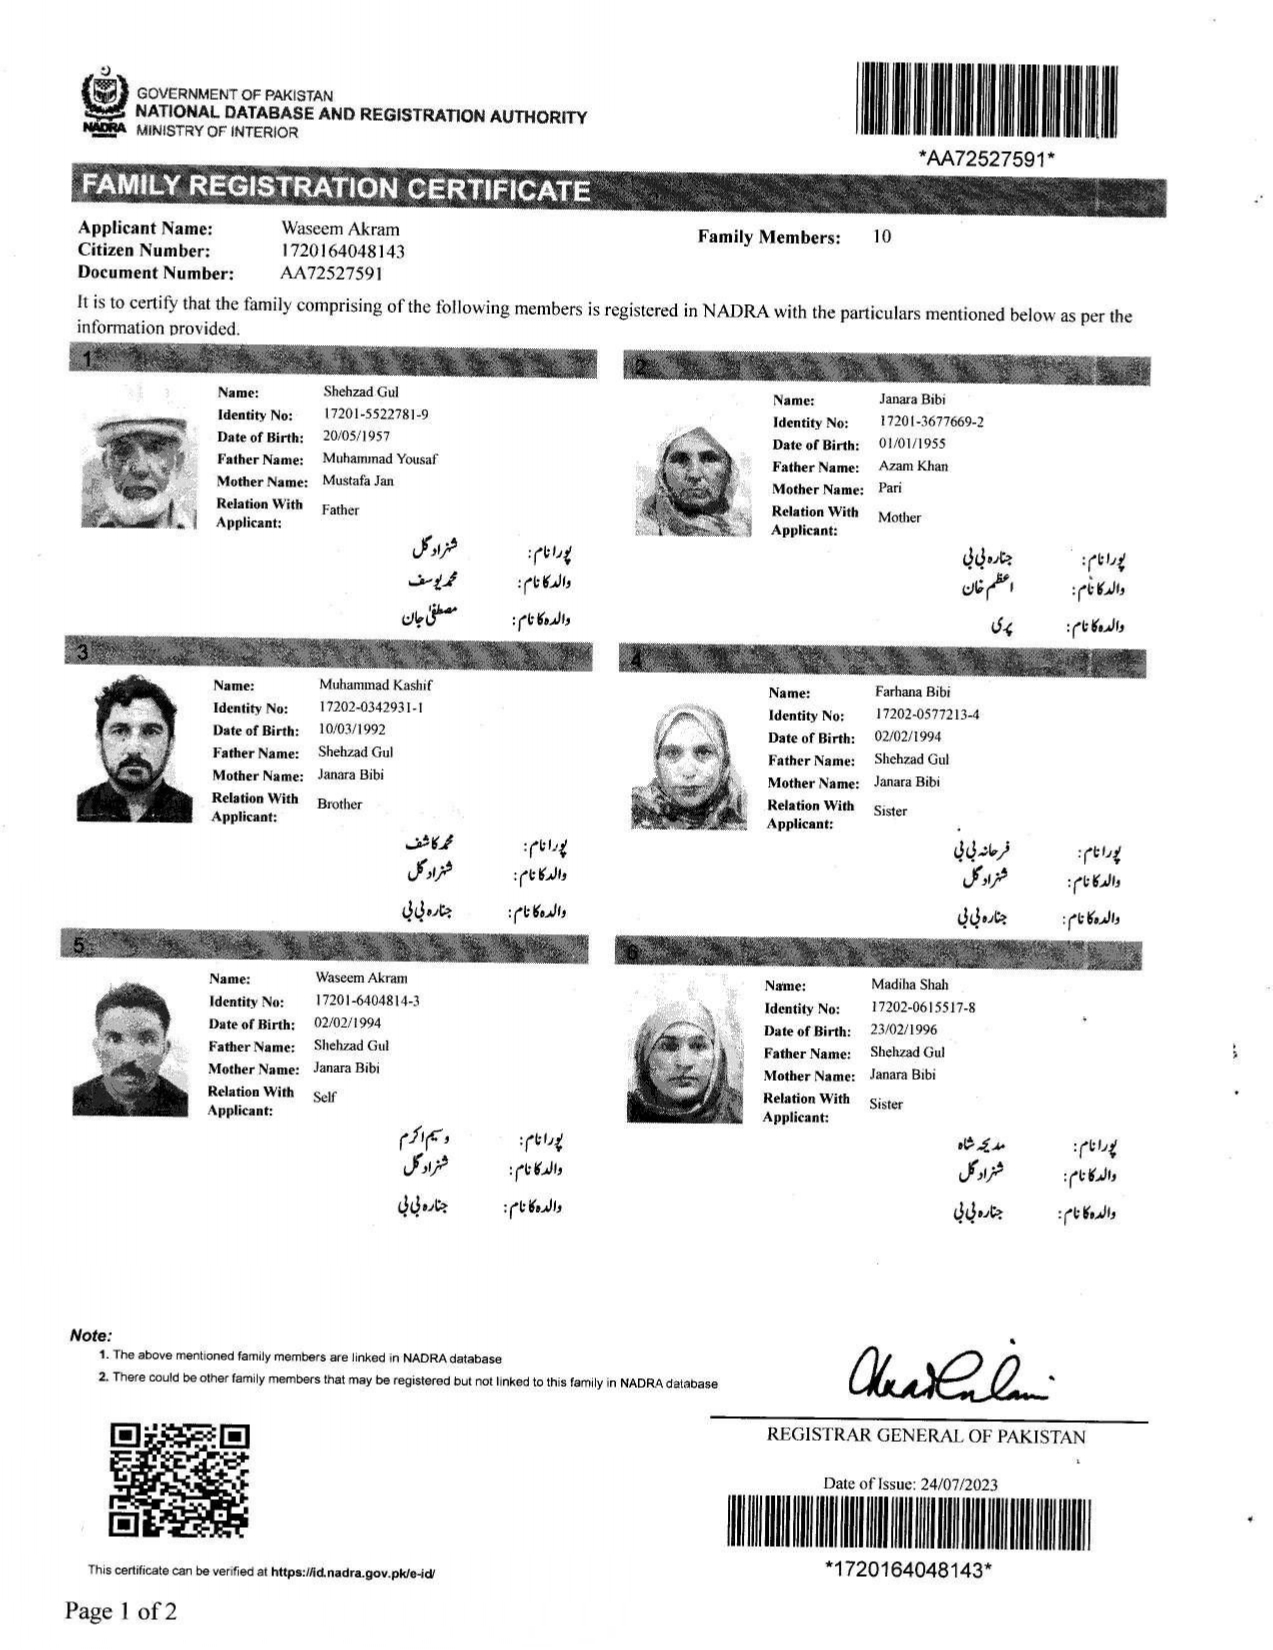 GOVERNMENT OF PAKISTAN
NATIONAL DATABASE AND REGISTRATION AUTHORITY
NADRA MINISTRY OF INTERIOR
*AA72527591*
FAMILY REGISTRATION CERTIFICATE
Applicant Name: Waseem Akram
Family Members: 10
Citizen Number: 1720164048143
Document Number: AA72527591
It is to certify that the family comprising of the following members is registered in NADRA with the particulars mentioned below as per the
information provided.
1
Name: Shehzad Gul
Identity No: 17201-5522781-9
Date of Birth: 20/05/1957
Father Name: Muhammad Yousaf
Mother Name: Mustafa Jan
Relation With Applicant: Father
پورا نام: شہزاد گل
والد کا نام: محمد یوسف
والدہ کا نام: مصطفیٰ جان
2
Name: Janara Bibi
Identity No: 17201-3677669-2
Date of Birth: 01/01/1955
Father Name: Azam Khan
Mother Name: Pari
Relation With Applicant: Mother
پورا نام: جنارہ بی بی
والد کا نام: اعظم خان
والدہ کا نام: پری
3
Name: Muhammad Kashif
Identity No: 17202-0342931-1
Date of Birth: 10/03/1992
Father Name: Shehzad Gul
Mother Name: Janara Bibi
Relation With Applicant: Brother
پورا نام: محمد کاشف
والد کا نام: شہزاد گل
والدہ کا نام: جنارہ بی بی
4
Name: Farhana Bibi
Identity No: 17202-0577213-4
Date of Birth: 02/02/1994
Father Name: Shehzad Gul
Mother Name: Janara Bibi
Relation With Applicant: Sister
پورا نام: فرحانہ بی بی
والد کا نام: شہزاد گل
والدہ کا نام: جنارہ بی بی
5
Name: Waseem Akram
Identity No: 17201-6404814-3
Date of Birth: 02/02/1994
Father Name: Shehzad Gul
Mother Name: Janara Bibi
Relation With Applicant: Self
پورا نام: وسیم اکرم
والد کا نام: شہزاد گل
والدہ کا نام: جنارہ بی بی
6
Name: Madiha Shah
Identity No: 17202-0615517-8
Date of Birth: 23/02/1996
Father Name: Shehzad Gul
Mother Name: Janara Bibi
Relation With Applicant: Sister
پورا نام: مدیحہ شاہ
والد کا نام: شہزاد گل
والدہ کا نام: جنارہ بی بی
Note:
1. The above mentioned family members are linked in NADRA database
2. There could be other family members that may be registered but not linked to this family in NADRA database
REGISTRAR GENERAL OF PAKISTAN
Date of Issue: 24/07/2023
*1720164048143*
This certificate can be verified at https://id.nadra.gov.pk/e-id/
Page 1 of 2